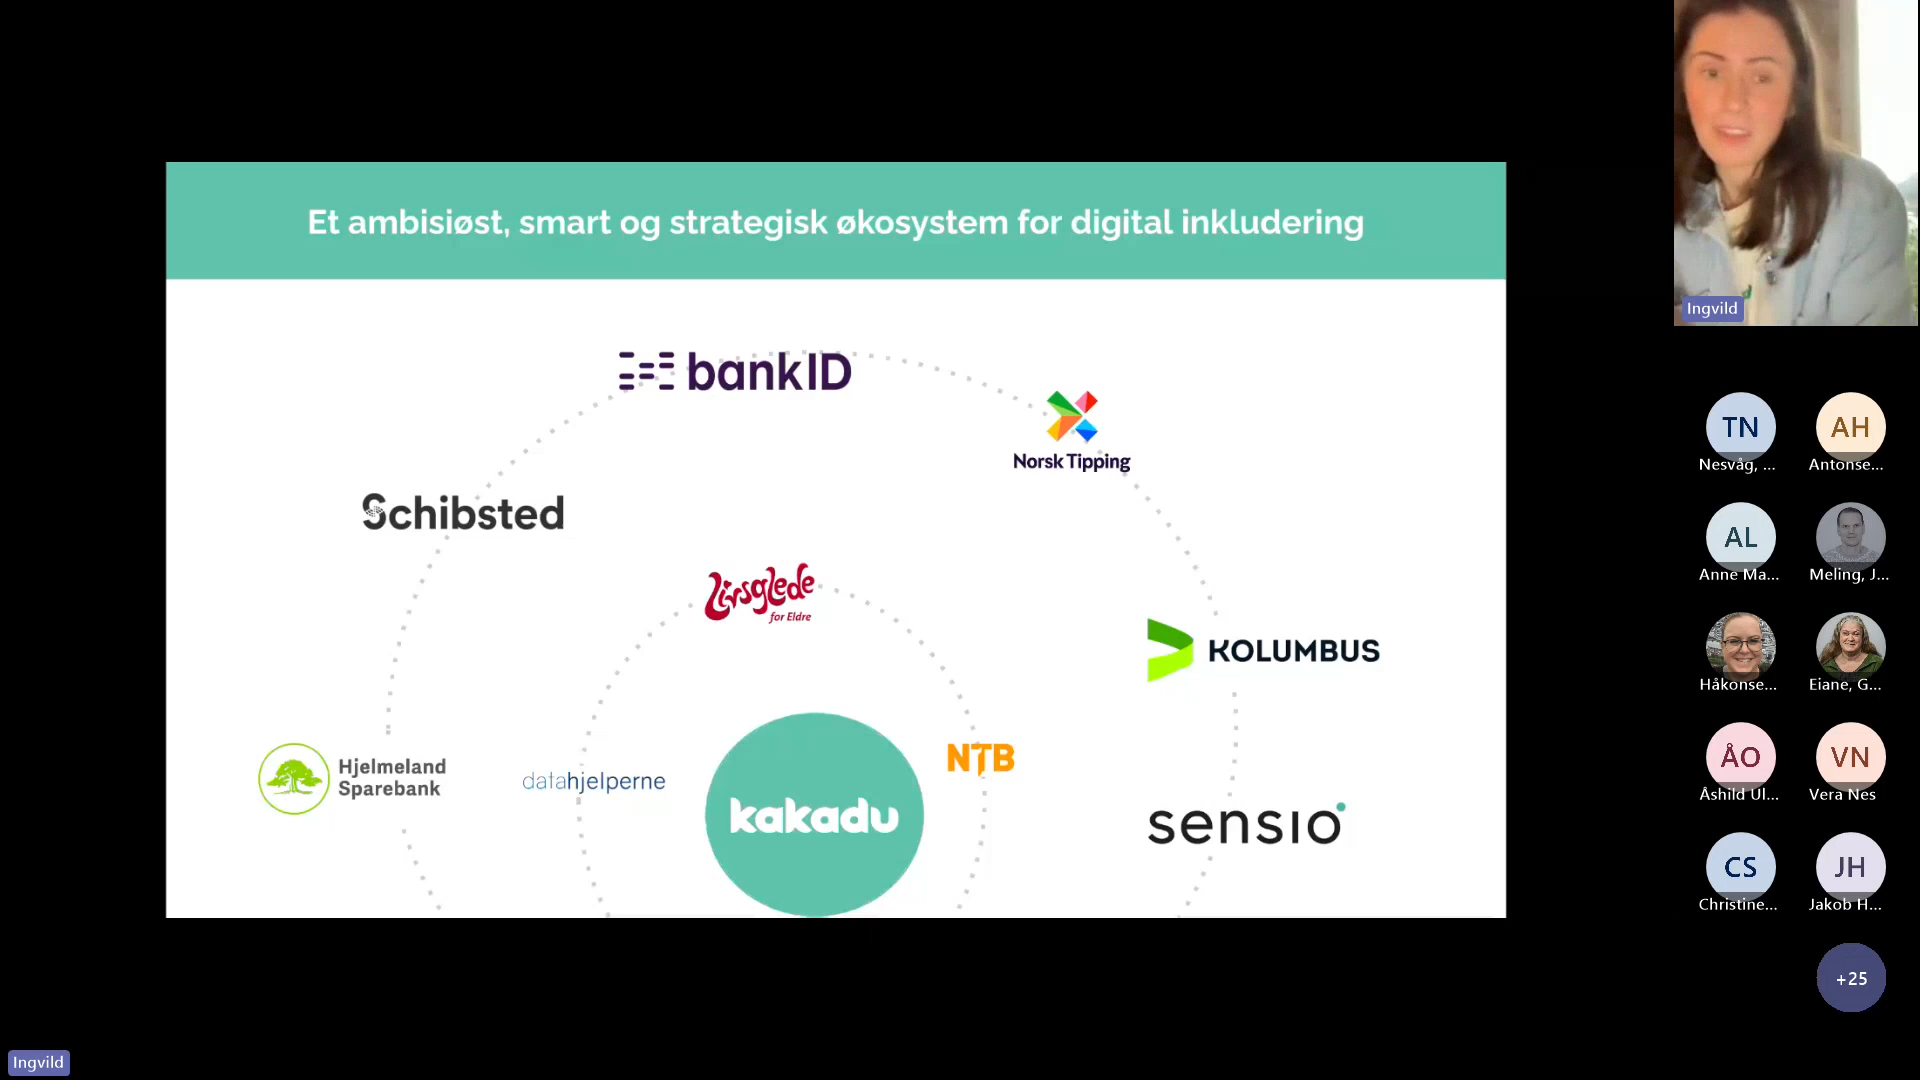 Et ambisiøst, smart og strategisk økosystem for digital inkludering
bankID
Norsk Tipping
Schibsted
Livsglede
for Eldre
KOLUMBUS
Hjelmeland
Sparebank
datahjelperne
NTB
kakadu
sensio
Ingvild
TN
AH
Nesvåg, ...
Antonse...
AL
Anne Ma...
Meling, J...
Håkonse...
Eiane, G...
ÅO
VN
Åshild Ul...
Vera Nes
CS
JH
Christine...
Jakob H...
+25
Ingvild